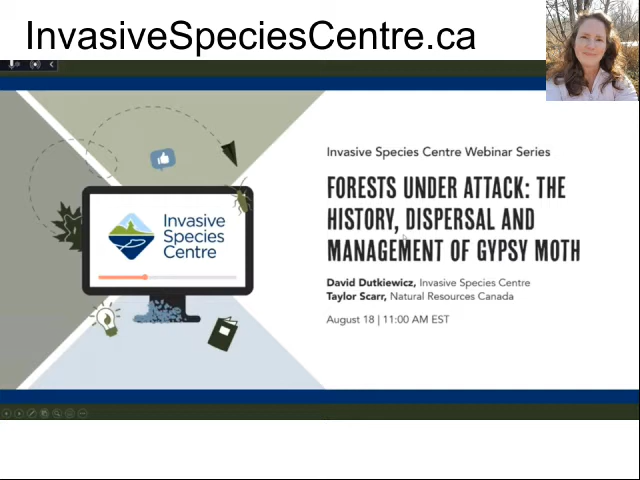 InvasiveSpeciesCentre.ca
Invasive Species Centre Webinar Series
FORESTS UNDER ATTACK: THE
HISTORY, DISPERSAL AND
MANAGEMENT OF GYPSY MOTH
Invasive
Species
Centre
David Dutkiewicz, Invasive Species Centre
Taylor Scarr, Natural Resources Canada
August 18 | 11:00 AM EST